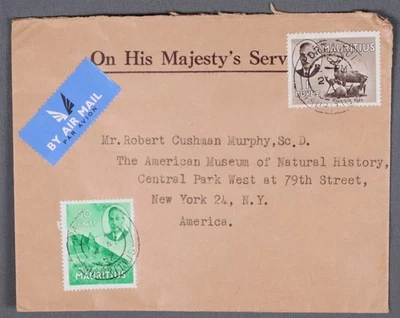 On His Majesty's Serv
MAURITIUS
RUPEE
BY AIR MAIL
PAR AVION
Mr. Robert Cushman Murphy,Sc.D.
The American Museum of Natural History,
Central Park West at 79th Street,
New York 24, N.Y.
America.
MAURITIUS